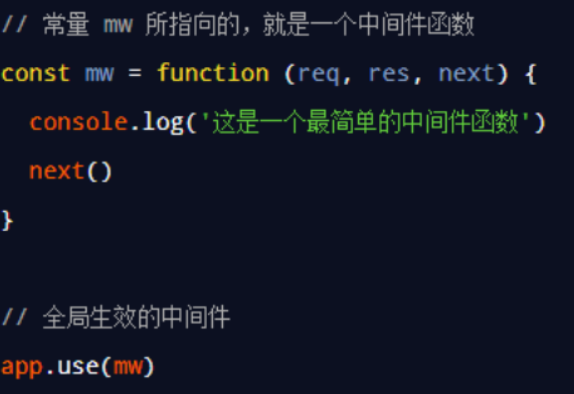 // 常量 mw 所指向的，就是一个中间件函数
const mw = function (req, res, next) {
  console.log('这是一个最简单的中间件函数')
  next()
}
// 全局生效的中间件
app.use(mw)